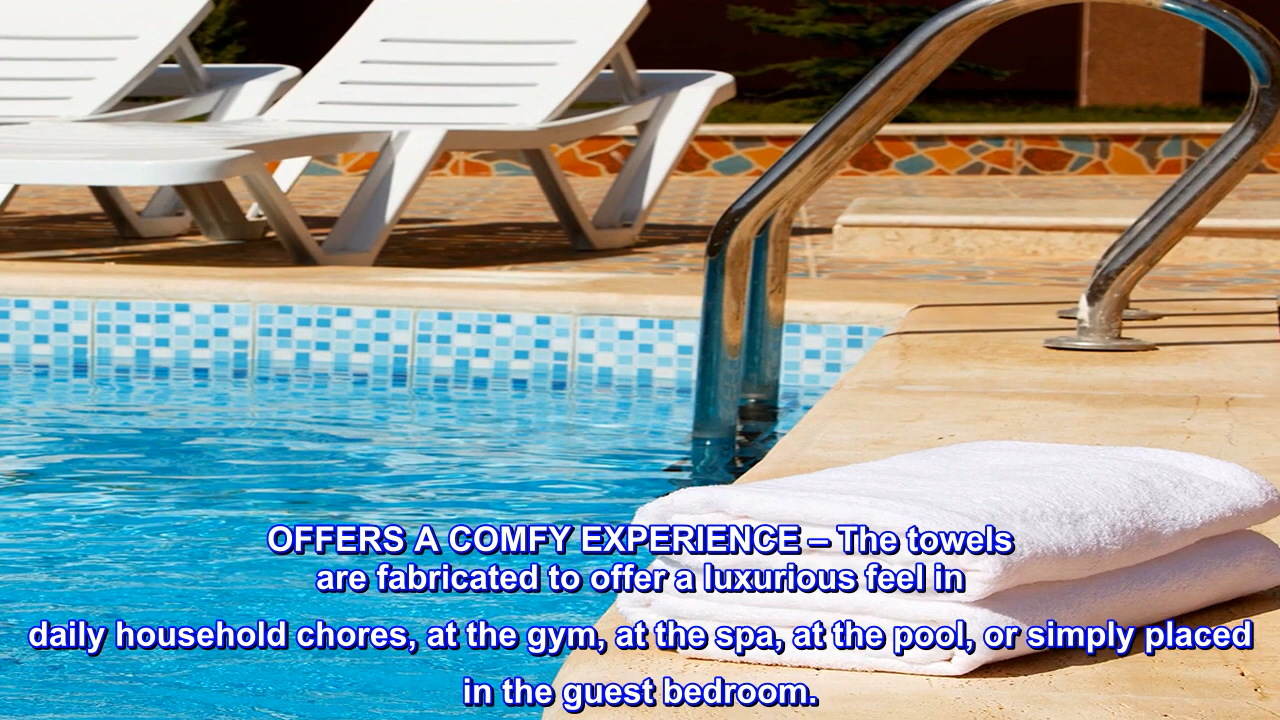 OFFERS A COMFY EXPERIENCE – The towels
are fabricated to offer a luxurious feel in
daily household chores, at the gym, at the spa, at the pool, or simply placed
in the guest bedroom.